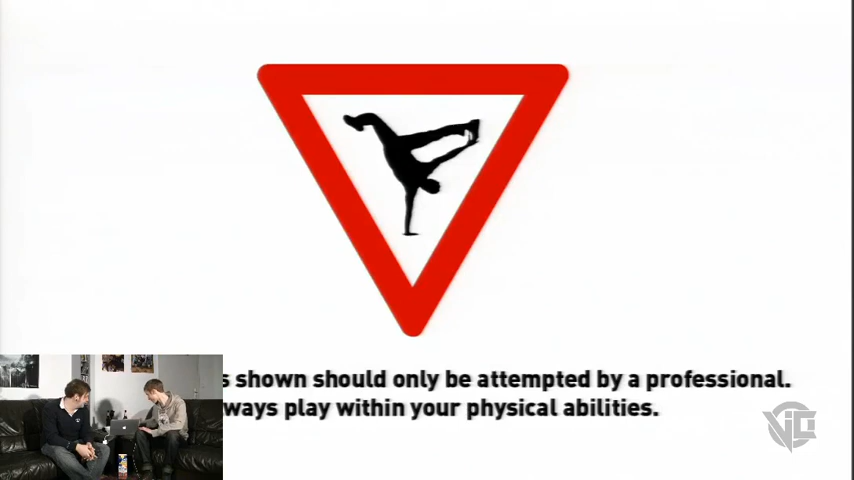 s shown should only be attempted by a professional.
ways play within your physical abilities.